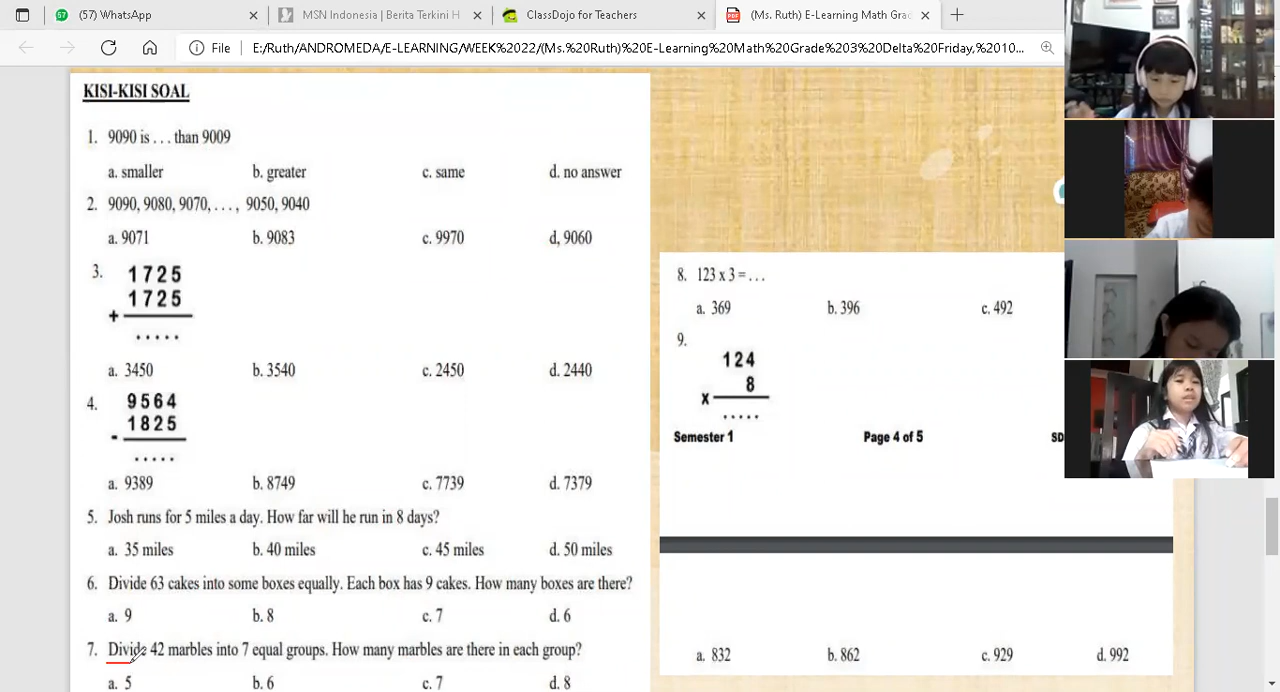 (57) WhatsApp
MSN Indonesia | Berita Terkini H
ClassDojo for Teachers
(Ms. Ruth) E-Learning Math Grad
File
E:/Ruth/ANDROMEDA/E-LEARNING/WEEK%2022/(Ms.%20Ruth)%20E-Learning%20Math%20Grade%203%20Delta%20Friday,%2010...
KISI-KISI SOAL
1. 9090 is . . . than 9009
a. smaller b. greater c. same d. no answer
2. 9090, 9080, 9070, . . . , 9050, 9040
a. 9071 b. 9083 c. 9970 d, 9060
3. 1725
1725
+
.....
a. 3450 b. 3540 c. 2450 d. 2440
4. 9564
1825
-
.....
a. 9389 b. 8749 c. 7739 d. 7379
5. Josh runs for 5 miles a day. How far will he run in 8 days?
a. 35 miles b. 40 miles c. 45 miles d. 50 miles
6. Divide 63 cakes into some boxes equally. Each box has 9 cakes. How many boxes are there?
a. 9 b. 8 c. 7 d. 6
7. Divide 42 marbles into 7 equal groups. How many marbles are there in each group?
a. 5 b. 6 c. 7 d. 8
8. 123 x 3 = . . .
a. 369 b. 396 c. 492
9.
124
8
x
.....
Semester 1 Page 4 of 5 SD
a. 832 b. 862 c. 929 d. 992